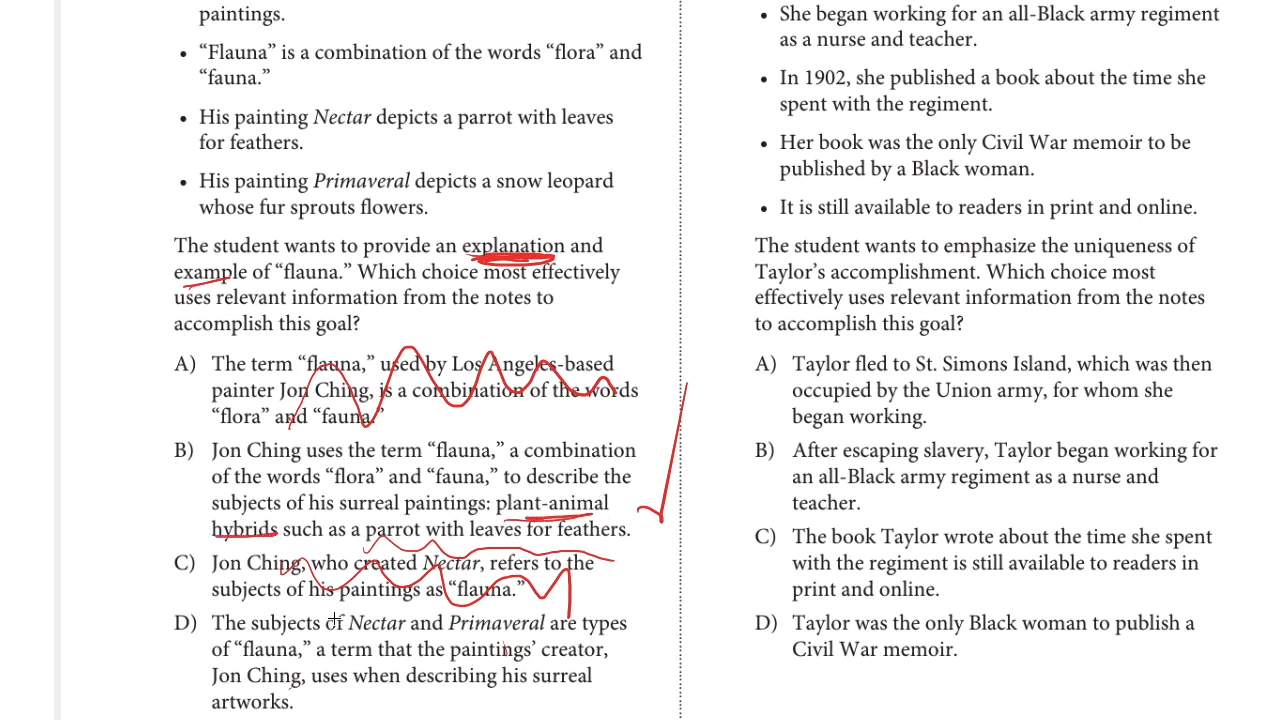 paintings.
• “Flauna” is a combination of the words “flora” and
“fauna.”
• His painting Nectar depicts a parrot with leaves
for feathers.
• His painting Primaveral depicts a snow leopard
whose fur sprouts flowers.
The student wants to provide an explanation and
example of “flauna.” Which choice most effectively
uses relevant information from the notes to
accomplish this goal?
A) The term “flauna,” used by Los Angeles-based
painter Jon Ching, is a combination of the words
“flora” and “fauna.”
B) Jon Ching uses the term “flauna,” a combination
of the words “flora” and “fauna,” to describe the
subjects of his surreal paintings: plant-animal
hybrids such as a parrot with leaves for feathers.
C) Jon Ching, who created Nectar, refers to the
subjects of his paintings as “flauna.”
D) The subjects of Nectar and Primaveral are types
of “flauna,” a term that the paintings’ creator,
Jon Ching, uses when describing his surreal
artworks.
• She began working for an all-Black army regiment
as a nurse and teacher.
• In 1902, she published a book about the time she
spent with the regiment.
• Her book was the only Civil War memoir to be
published by a Black woman.
• It is still available to readers in print and online.
The student wants to emphasize the uniqueness of
Taylor’s accomplishment. Which choice most
effectively uses relevant information from the notes
to accomplish this goal?
A) Taylor fled to St. Simons Island, which was then
occupied by the Union army, for whom she
began working.
B) After escaping slavery, Taylor began working for
an all-Black army regiment as a nurse and
teacher.
C) The book Taylor wrote about the time she spent
with the regiment is still available to readers in
print and online.
D) Taylor was the only Black woman to publish a
Civil War memoir.